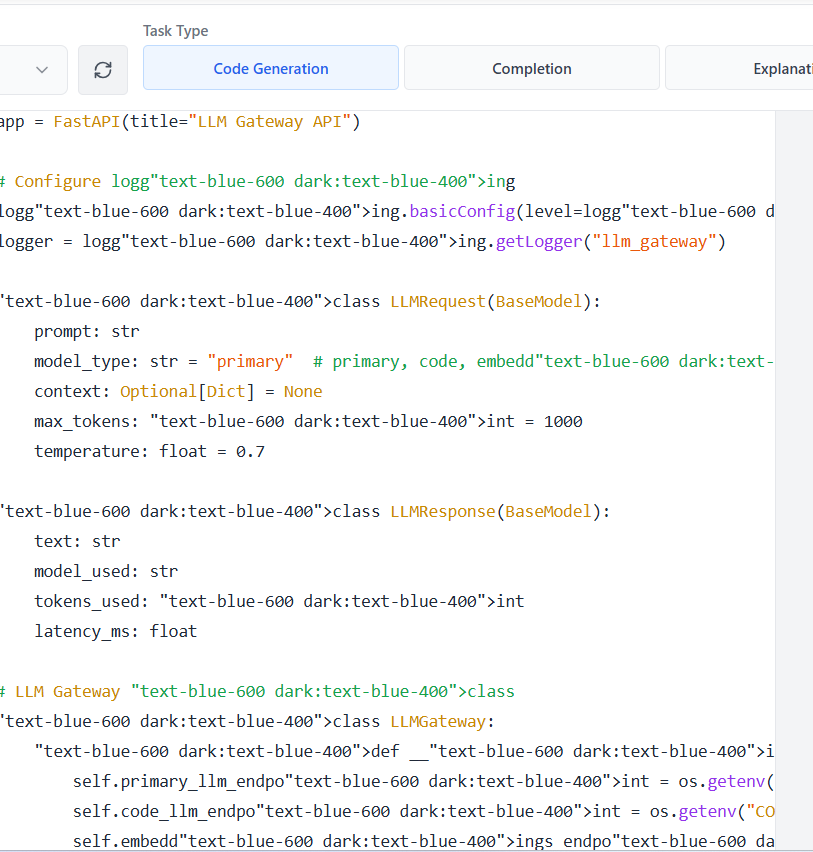 Task Type
Code Generation
Completion
Explanati
app = FastAPI(title="LLM Gateway API")
# Configure logg"text-blue-600 dark:text-blue-400">ing
logg"text-blue-600 dark:text-blue-400">ing.basicConfig(level=logg"text-blue-600 d
logger = logg"text-blue-600 dark:text-blue-400">ing.getLogger("llm_gateway")
"text-blue-600 dark:text-blue-400">class LLMRequest(BaseModel):
    prompt: str
    model_type: str = "primary"  # primary, code, embedd"text-blue-600 dark:text-
    context: Optional[Dict] = None
    max_tokens: "text-blue-600 dark:text-blue-400">int = 1000
    temperature: float = 0.7
"text-blue-600 dark:text-blue-400">class LLMResponse(BaseModel):
    text: str
    model_used: str
    tokens_used: "text-blue-600 dark:text-blue-400">int
    latency_ms: float
# LLM Gateway "text-blue-600 dark:text-blue-400">class
"text-blue-600 dark:text-blue-400">class LLMGateway:
    "text-blue-600 dark:text-blue-400">def __"text-blue-600 dark:text-blue-400">i
        self.primary_llm_endpo"text-blue-600 dark:text-blue-400">int = os.getenv(
        self.code_llm_endpo"text-blue-600 dark:text-blue-400">int = os.getenv("CO
        self.embedd"text-blue-600 dark:text-blue-400">ings_endpo"text-blue-600 da